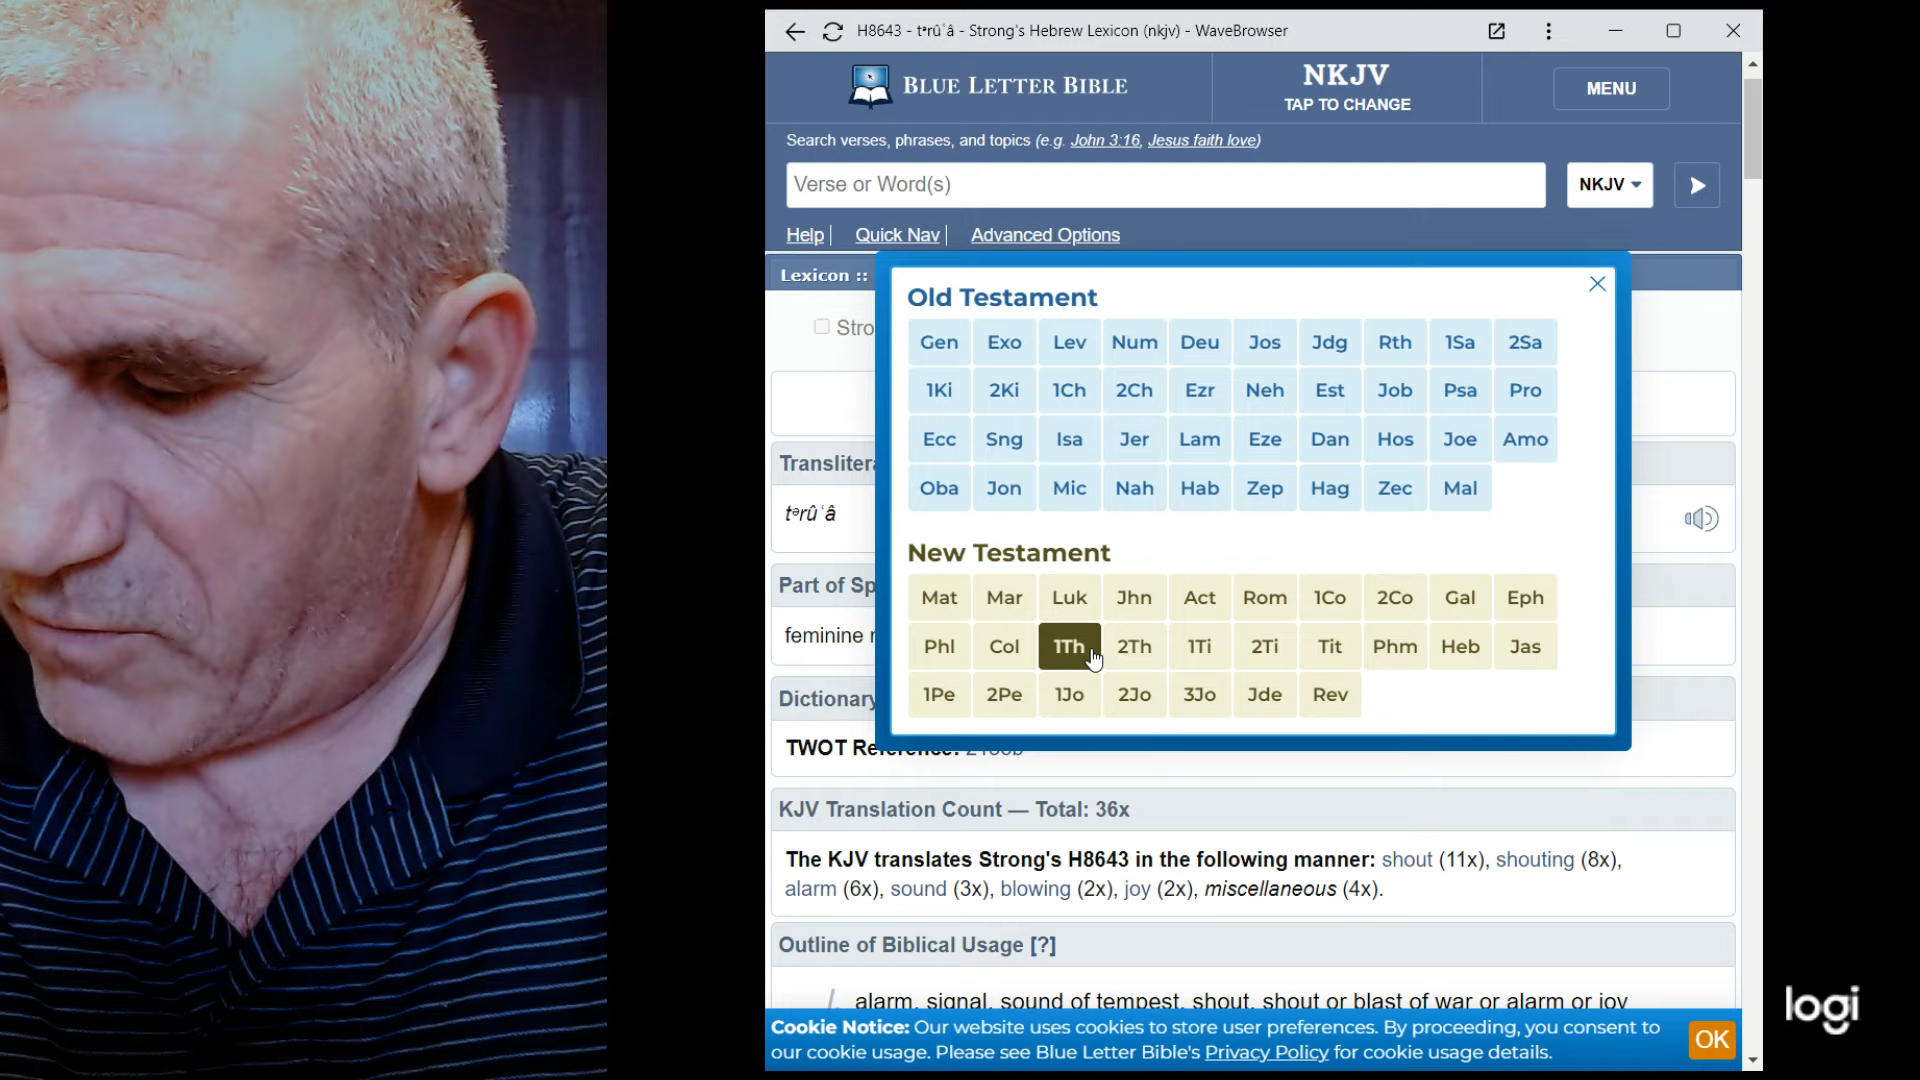 H8643 - tᵊrûʿâ - Strong's Hebrew Lexicon (nkjv) - WaveBrowser
BLUE LETTER BIBLE
NKJV
TAP TO CHANGE
MENU
Search verses, phrases, and topics (e.g. John 3:16, Jesus faith love)
Verse or Word(s)
NKJV
Help Quick Nav Advanced Options
Lexicon ::
Stro
Old Testament
Gen Exo Lev Num Deu Jos Jdg Rth 1Sa 2Sa
1Ki 2Ki 1Ch 2Ch Ezr Neh Est Job Psa Pro
Ecc Sng Isa Jer Lam Eze Dan Hos Joe Amo
Oba Jon Mic Nah Hab Zep Hag Zec Mal
Translitera
tᵊrûʿâ
New Testament
Mat Mar Luk Jhn Act Rom 1Co 2Co Gal Eph
Phl Col 1Th 2Th 1Ti 2Ti Tit Phm Heb Jas
1Pe 2Pe 1Jo 2Jo 3Jo Jde Rev
Part of Sp
feminine
Dictionary
TWOT Reference:
KJV Translation Count — Total: 36x
The KJV translates Strong's H8643 in the following manner: shout (11x), shouting (8x),
alarm (6x), sound (3x), blowing (2x), joy (2x), miscellaneous (4x).
Outline of Biblical Usage [?]
alarm, signal, sound of tempest, shout, shout or blast of war or alarm or joy
Cookie Notice: Our website uses cookies to store user preferences. By proceeding, you consent to
our cookie usage. Please see Blue Letter Bible's Privacy Policy for cookie usage details.
OK
logi